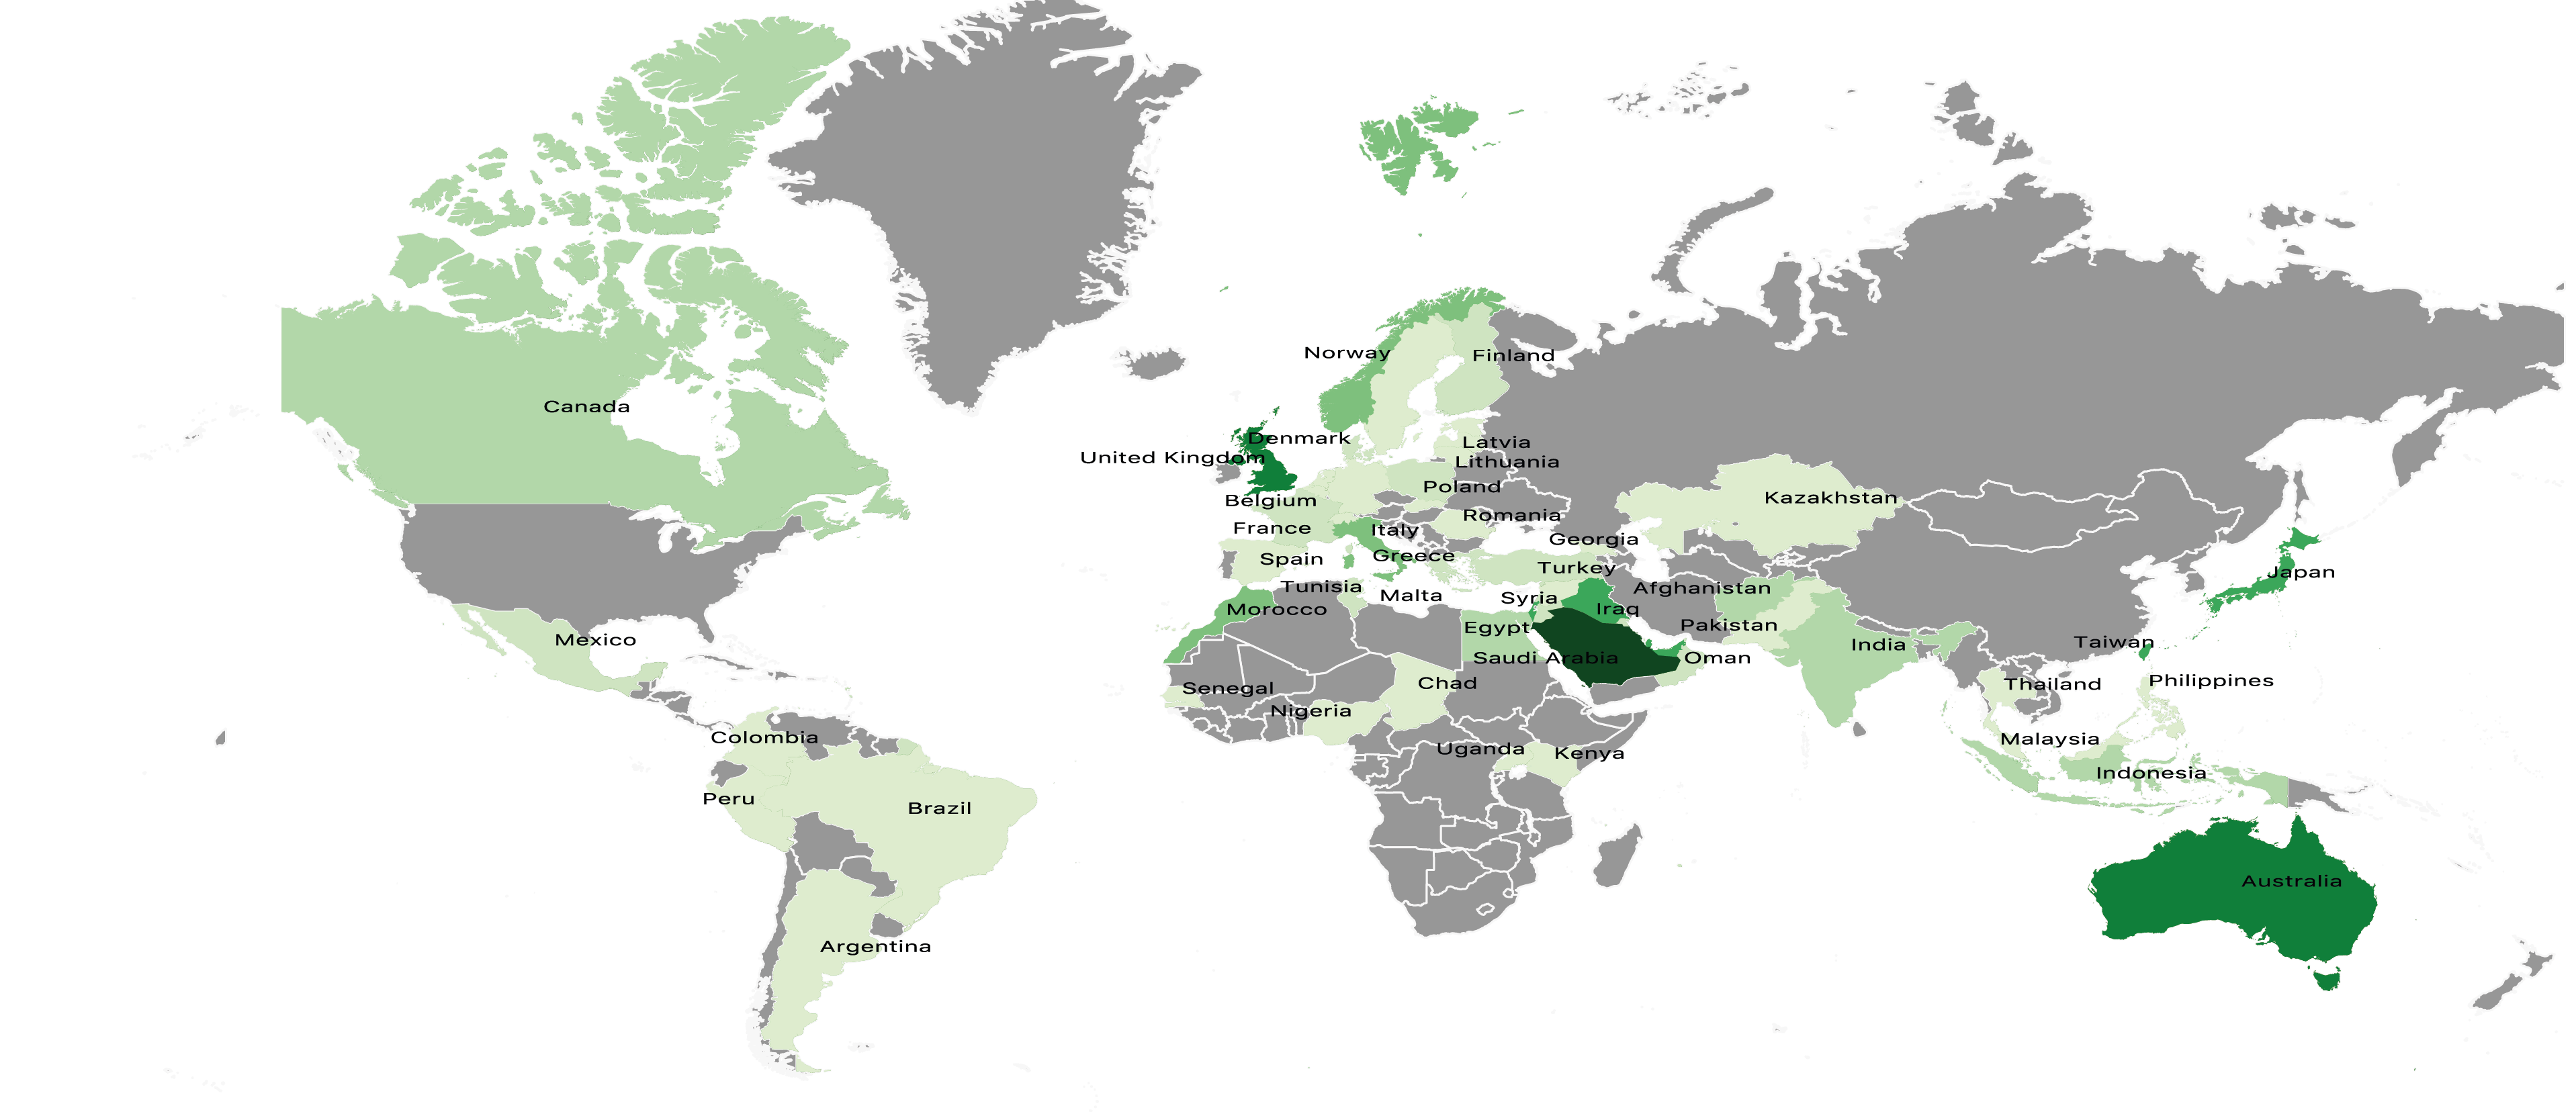 Norway
Finland
Canada
Denmark
Latvia
United Kingdom
Lithuania
Poland
Belgium
Kazakhstan
Romania
France
Italy
Georgia
Greece
Spain
Turkey
Japan
Tunisia
Afghanistan
Malta
Syria
Morocco
Iraq
Egypt
Pakistan
Mexico
Taiwan
India
Saudi Arabia
Oman
Chad
Thailand
Philippines
Senegal
Nigeria
Colombia
Malaysia
Uganda
Kenya
Indonesia
Peru
Brazil
Australia
Argentina